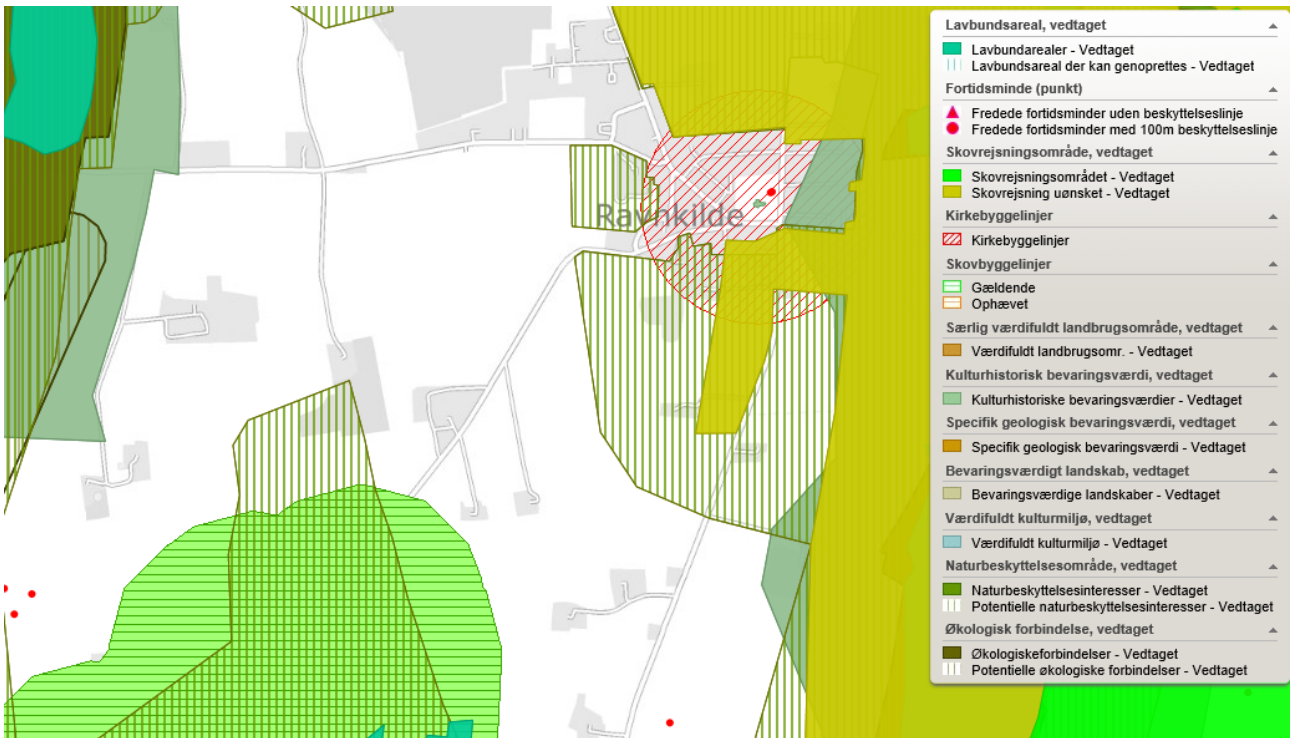 Ravnkilde
Lavbundsareal, vedtaget
Lavbundarealer - Vedtaget
Lavbundsareal der kan genoprettes - Vedtaget
Fortidsminde (punkt)
Fredede fortidsminder uden beskyttelseslinje
Fredede fortidsminder med 100m beskyttelseslinje
Skovrejsningsområde, vedtaget
Skovrejsningsområdet - Vedtaget
Skovrejsning uønsket - Vedtaget
Kirkebyggelinjer
Kirkebyggelinjer
Skovbyggelinjer
Gældende
Ophævet
Særlig værdifuldt landbrugsområde, vedtaget
Værdifuldt landbrugsomr. - Vedtaget
Kulturhistorisk bevaringsværdi, vedtaget
Kulturhistoriske bevaringsværdier - Vedtaget
Specifik geologisk bevaringsværdi, vedtaget
Specifik geologisk bevaringsværdi - Vedtaget
Bevaringsværdigt landskab, vedtaget
Bevaringsværdige landskaber - Vedtaget
Værdifuldt kulturmiljø, vedtaget
Værdifuldt kulturmiljø - Vedtaget
Naturbeskyttelsesområde, vedtaget
Naturbeskyttelsesinteresser - Vedtaget
Potentielle naturbeskyttelsesinteresser - Vedtaget
Økologisk forbindelse, vedtaget
Økologiskeforbindelser - Vedtaget
Potentielle økologiske forbindelser - Vedtaget